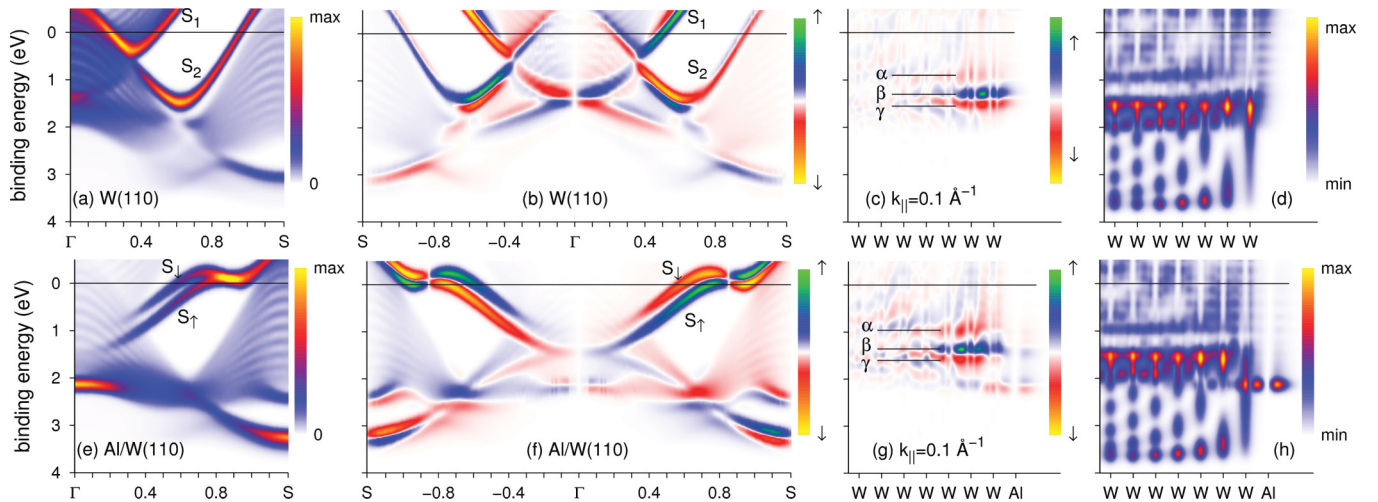 S1
S2
max
0
0
1
2
3
4
binding energy (eV)
(a) W(110)
Γ 0.4 0.8 S
S1
S2
↑
↓
(b) W(110)
S −0.8 −0.4 Γ 0.4 0.8 S
α
β
γ
↑
↓
(c) k||=0.1 Å−1
W W W W W W W
max
min
(d)
W W W W W W W
S↓
S↑
max
0
0
1
2
3
4
binding energy (eV)
(e) Al/W(110)
Γ 0.4 0.8 S
S↓
S↑
↑
↓
(f) Al/W(110)
S −0.8 −0.4 Γ 0.4 0.8 S
α
β
γ
↑
↓
(g) k||=0.1 Å−1
W W W W W W W Al
max
min
(h)
W W W W W W W Al